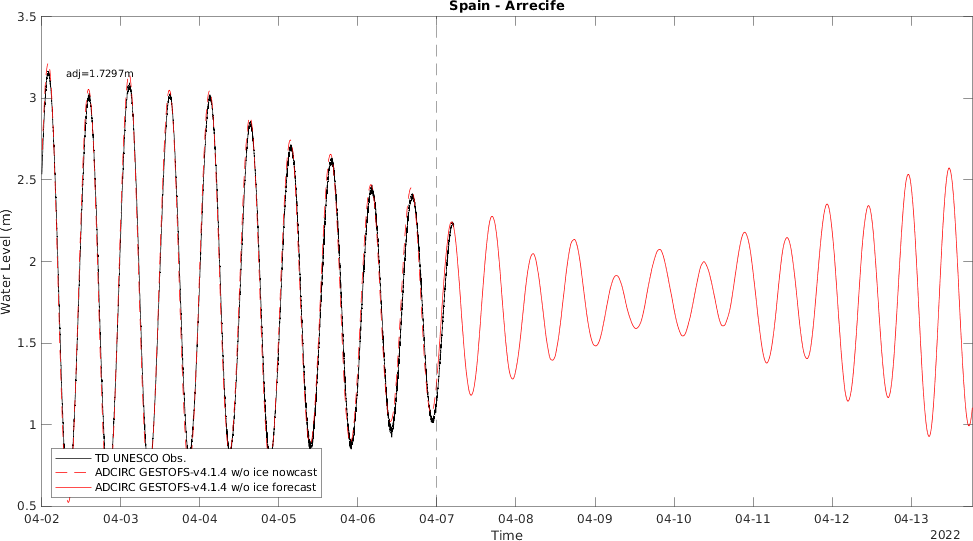 Spain - Arrecife
adj=1.7297m
3.5
3
2.5
2
1.5
1
0.5
Water Level (m)
TD UNESCO Obs.
ADCIRC GESTOFS-v4.1.4 w/o ice nowcast
ADCIRC GESTOFS-v4.1.4 w/o ice forecast
04-02 04-03 04-04 04-05 04-06 04-07 04-08 04-09 04-10 04-11 04-12 04-13
Time
2022